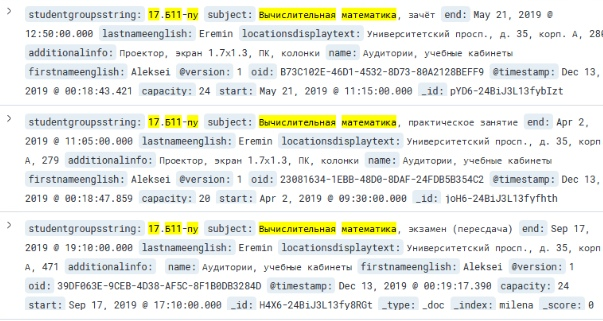 studentgroupsstring: 17.Б11-пу subject: Вычислительная математика, зачёт end: May 21, 2019 @
12:50:00.000 lastnameenglish: Eremin locationsdisplaytext: Университетский просп., д. 35, корп. А,
additionalinfo: Проектор, экран 1.7x1.3, ПК, колонки name: Аудитории, учебные кабинеты
firstnameenglish: Aleksei @version: 1 oid: B73C102E-46D1-4532-8D73-80A2128BEFF9 @timestamp: Dec 13,
2019 @ 00:18:43.421 capacity: 24 start: May 21, 2019 @ 11:15:00.000 _id: pYD6-24BiJ3L13fybIzt
studentgroupsstring: 17.Б11-пу subject: Вычислительная математика, практическое занятие end: Apr 2,
2019 @ 11:05:00.000 lastnameenglish: Eremin locationsdisplaytext: Университетский просп., д. 35, корп
А, 279 additionalinfo: Проектор, экран 1.7x1.3, ПК, колонки name: Аудитории, учебные кабинеты
firstnameenglish: Aleksei @version: 1 oid: 23081634-1EBB-48D0-8DAF-24FDB5B354C2 @timestamp: Dec 13,
2019 @ 00:18:47.859 capacity: 20 start: Apr 2, 2019 @ 09:30:00.000 _id: joH6-24BiJ3L13fyfhth
studentgroupsstring: 17.Б11-пу subject: Вычислительная математика, экзамен (пересдача) end: Sep 17,
2019 @ 19:10:00.000 lastnameenglish: Eremin locationsdisplaytext: Университетский просп., д. 35, корп
А, 471 additionalinfo: name: Аудитории, учебные кабинеты firstnameenglish: Aleksei @version: 1
oid: 39DF063E-9CEB-4D38-AF5C-8F1B0DB3284D @timestamp: Dec 13, 2019 @ 00:19:17.390 capacity: 24
start: Sep 17, 2019 @ 17:10:00.000 _id: H4X6-24BiJ3L13fy8RGt _type: _doc _index: milena _score: 0